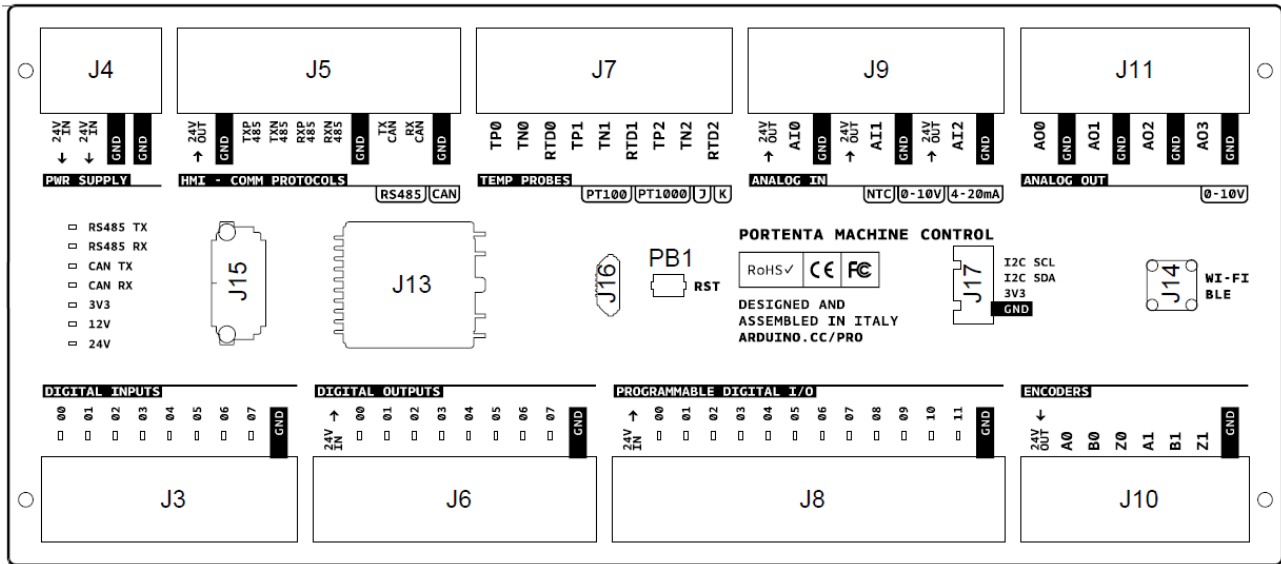 J4 J5 J7 J9 J11
24V IN 24V IN GND GND
24V OUT GND TXP 485 TXN 485 RXP 485 RXN 485 GND TX CAN RX CAN GND
TP0 TN0 RTD0 TP1 TN1 RTD1 TP2 TN2 RTD2
24V OUT AI0 GND 24V OUT AI1 GND 24V OUT AI2 GND
AO0 GND AO1 GND AO2 GND AO3 GND
PWR SUPPLY
HMI - COMM PROTOCOLS
RS485 CAN
TEMP PROBES
PT100 PT1000 J K
ANALOG IN
NTC 0-10V 4-20mA
ANALOG OUT
0-10V
RS485 TX
RS485 RX
CAN TX
CAN RX
3V3
12V
24V
J15
J13
J16
PB1
RST
PORTENTA MACHINE CONTROL
RoHS✓ CE FC
DESIGNED AND
ASSEMBLED IN ITALY
ARDUINO.CC/PRO
J17
I2C SCL
I2C SDA
3V3
GND
J14
WI-FI
BLE
DIGITAL INPUTS
00 01 02 03 04 05 06 07 GND
J3
DIGITAL OUTPUTS
24V IN 00 01 02 03 04 05 06 07 GND
J6
PROGRAMMABLE DIGITAL I/O
24V IN 00 01 02 03 04 05 06 07 08 09 10 11 GND
J8
ENCODERS
24V OUT A0 B0 Z0 A1 B1 Z1 GND
J10